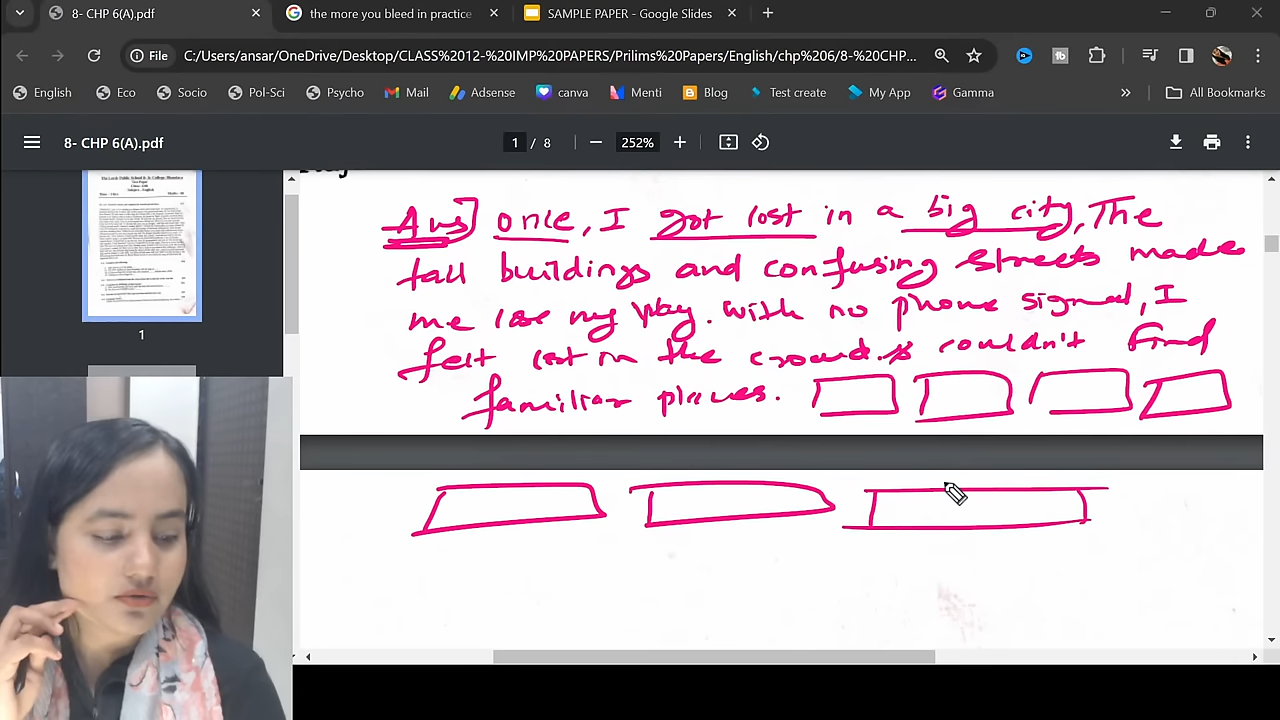 8- CHP 6(A).pdf
the more you bleed in practice
SAMPLE PAPER - Google Slides
File
C:/Users/ansar/OneDrive/Desktop/CLASS%2012-%20IMP%20PAPERS/Prilims%20Papers/English/chp%206/8-%20CHP...
English
Eco
Socio
Pol-Sci
Psycho
Mail
Adsense
canva
Menti
Blog
Test create
My App
Gamma
All Bookmarks
8- CHP 6(A).pdf
1 / 8
252%
1
Ans] once I got lost in a big city, The
tall buildings and confusing streets made
me lose my way. with no phone signal, I
felt lost in the crowd & couldn't find
familiar places.